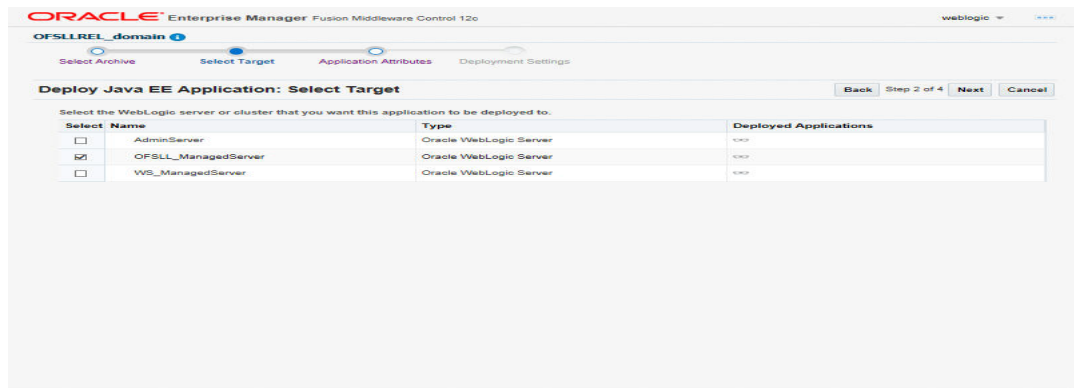 ORACLE Enterprise Manager Fusion Middleware Control 12c weblogic
OFSLLREL_domain
Select Archive Select Target Application Attributes Deployment Settings
Deploy Java EE Application: Select Target Back Step 2 of 4 Next Cancel
Select the WebLogic server or cluster that you want this application to be deployed to.
Select Name Type Deployed Applications
AdminServer Oracle WebLogic Server
OFSLL_ManagedServer Oracle WebLogic Server
WS_ManagedServer Oracle WebLogic Server